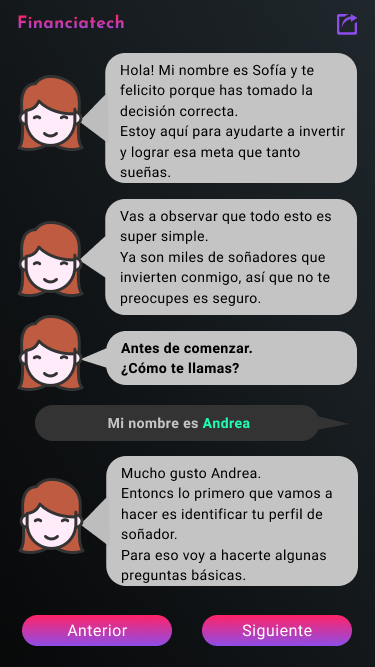 Financiatech
Hola! Mi nombre es Sofía y te
felicito porque has tomado la
decisión correcta.
Estoy aquí para ayudarte a invertir
y lograr esa meta que tanto
sueñas.
Vas a observar que todo esto es
super simple.
Ya son miles de soñadores que
invierten conmigo, así que no te
preocupes es seguro.
Antes de comenzar.
¿Cómo te llamas?
Mi nombre es Andrea
Mucho gusto Andrea.
Entoncs lo primero que vamos a
hacer es identificar tu perfil de
soñador.
Para eso voy a hacerte algunas
preguntas básicas.
Anterior
Siguiente